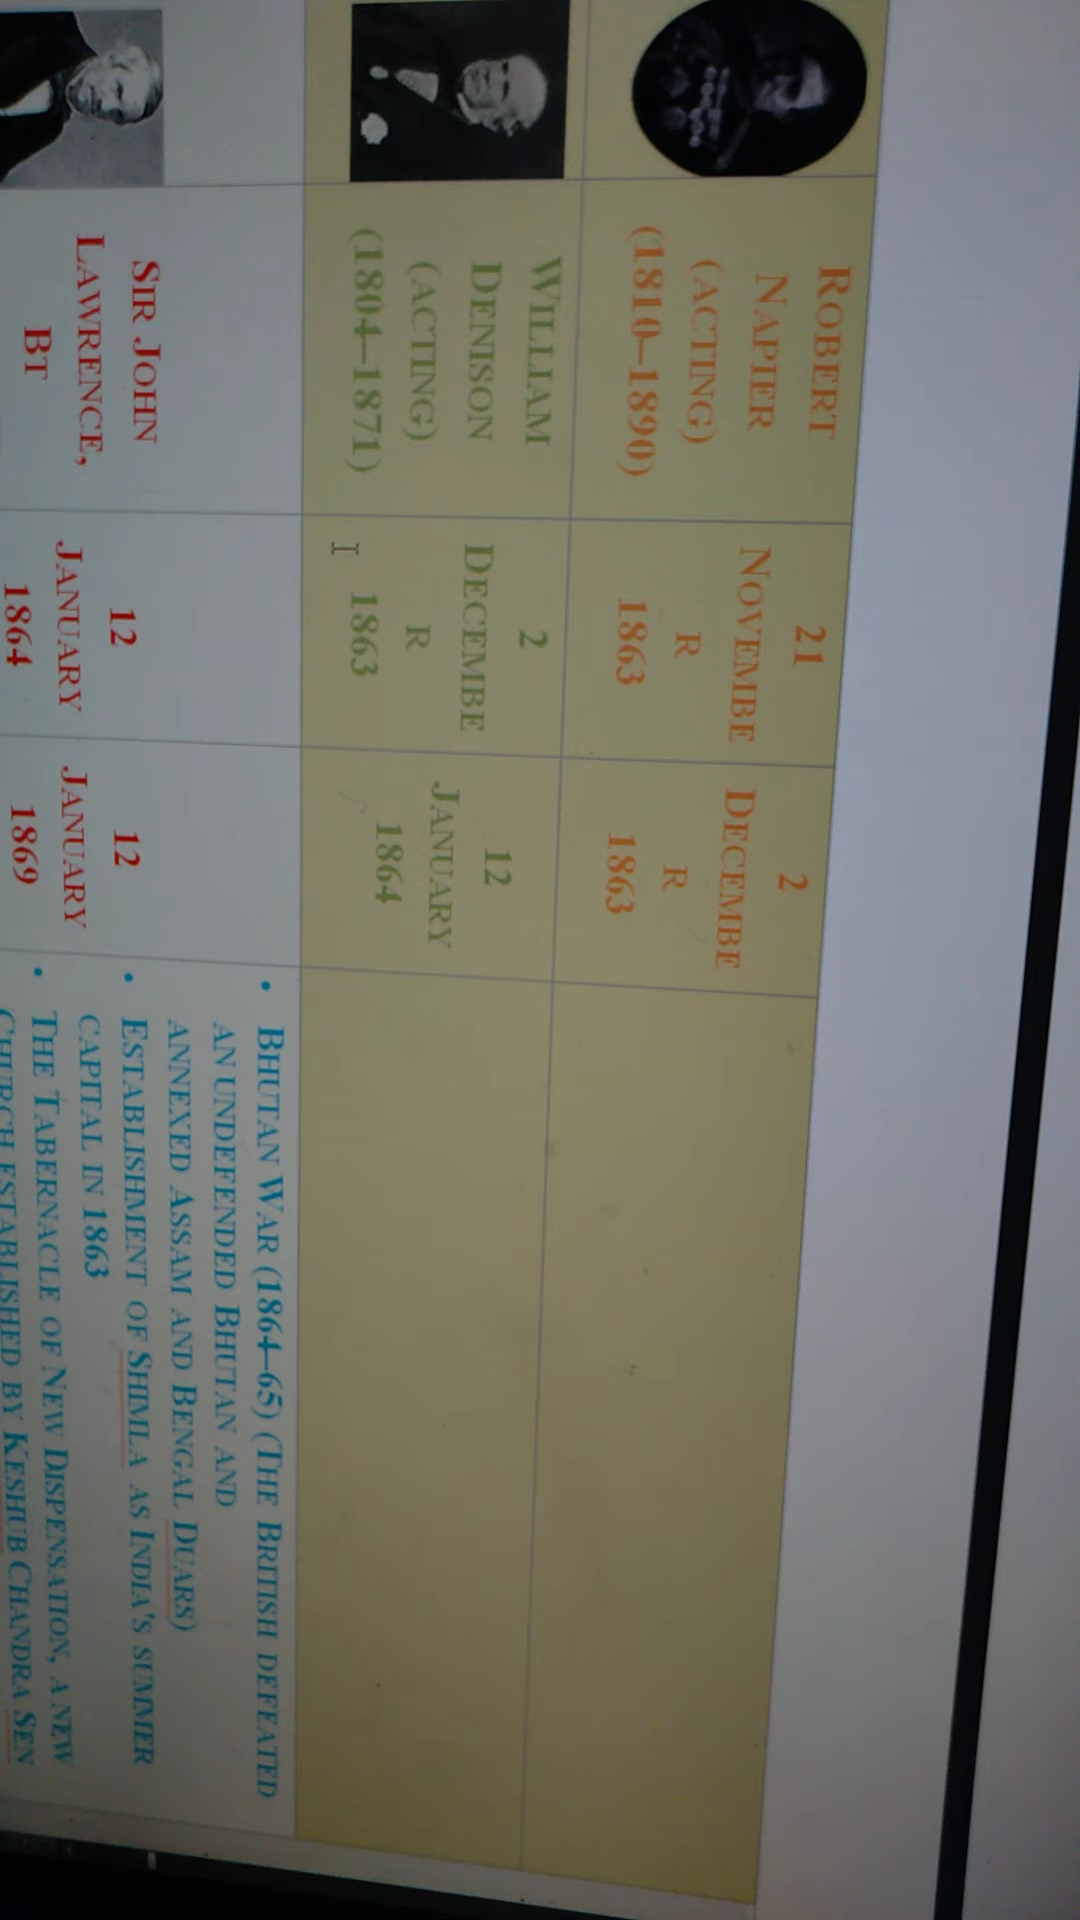 ROBERT
NAPIER
(ACTING)
(1810–1890)
21
NOVEMBE
R
1863
2
DECEMBE
R
1863
WILLIAM
DENISON
(ACTING)
(1804–1871)
2
DECEMBE
R
1863
12
JANUARY
1864
SIR JOHN
LAWRENCE,
BT
12
JANUARY
1864
12
JANUARY
1869
• BHUTAN WAR (1864–65) (THE BRITISH DEFEATED
AN UNDEFENDED BHUTAN AND
ANNEXED ASSAM AND BENGAL DUARS)
• ESTABLISHMENT OF SHIMLA AS INDIA'S SUMMER
CAPITAL IN 1863
• THE TABERNACLE OF NEW DISPENSATION, A NEW
CHURCH ESTABLISHED BY KESHUB CHANDRA SEN